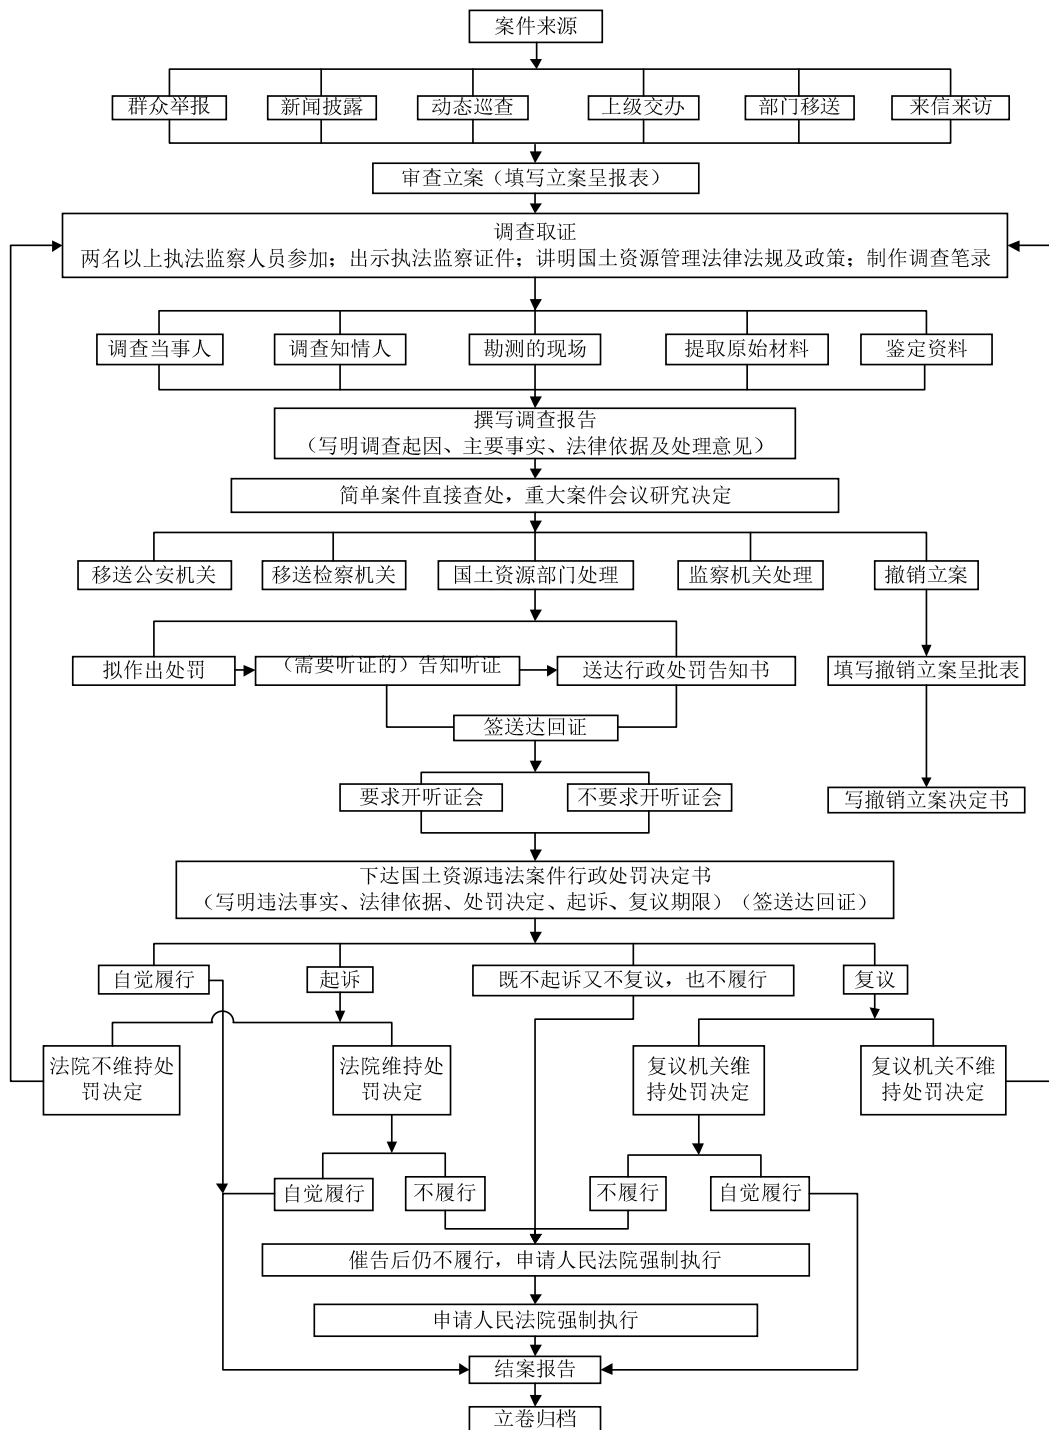 案件来源
群众举报
新闻披露
动态巡查
上级交办
部门移送
来信来访
审查立案（填写立案呈报表）
调查取证
两名以上执法监察人员参加；出示执法监察证件；讲明国土资源管理法律法规及政策；制作调查笔录
调查当事人
调查知情人
勘测的现场
提取原始材料
鉴定资料
撰写调查报告
（写明调查起因、主要事实、法律依据及处理意见）
简单案件直接查处，重大案件会议研究决定
移送公安机关
移送检察机关
国土资源部门处理
监察机关处理
撤销立案
拟作出处罚
（需要听证的）告知听证
送达行政处罚告知书
填写撤销立案呈批表
签送达回证
要求开听证会
不要求开听证会
写撤销立案决定书
下达国土资源违法案件行政处罚决定书
（写明违法事实、法律依据、处罚决定、起诉、复议期限）（签送达回证）
自觉履行
起诉
既不起诉又不复议，也不履行
复议
法院不维持处
罚决定
法院维持处
罚决定
复议机关维
持处罚决定
复议机关不维
持处罚决定
自觉履行
不履行
不履行
自觉履行
催告后仍不履行，申请人民法院强制执行
申请人民法院强制执行
结案报告
立卷归档